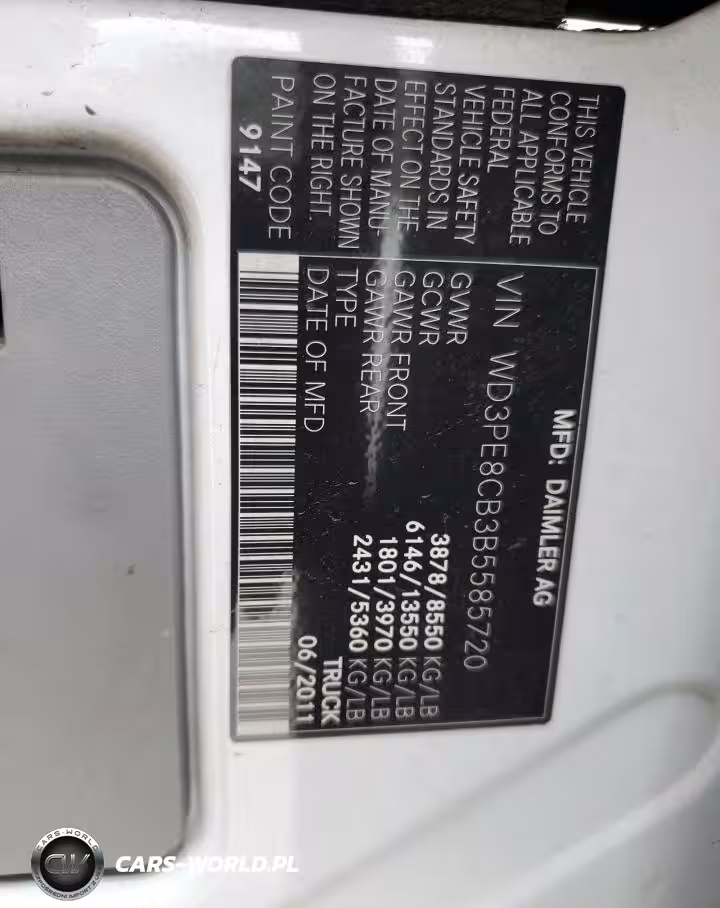 MFD: DAIMLER AG
VIN WD3PE8CB3B5585720
THIS VEHICLE
CONFORMS TO
ALL APPLICABLE
FEDERAL
VEHICLE SAFETY
STANDARDS IN
EFFECT ON THE
DATE OF MANU-
FACTURE SHOWN
ON THE RIGHT.
PAINT CODE
9147
GVWR 3878/8550 KG/LB
GCWR 6146/13550 KG/LB
GAWR FRONT 1801/3970 KG/LB
GAWR REAR 2431/5360 KG/LB
TYPE TRUCK
DATE OF MFD 06/2011
CARS-WORLD
CW
CARS-WORLD.PL